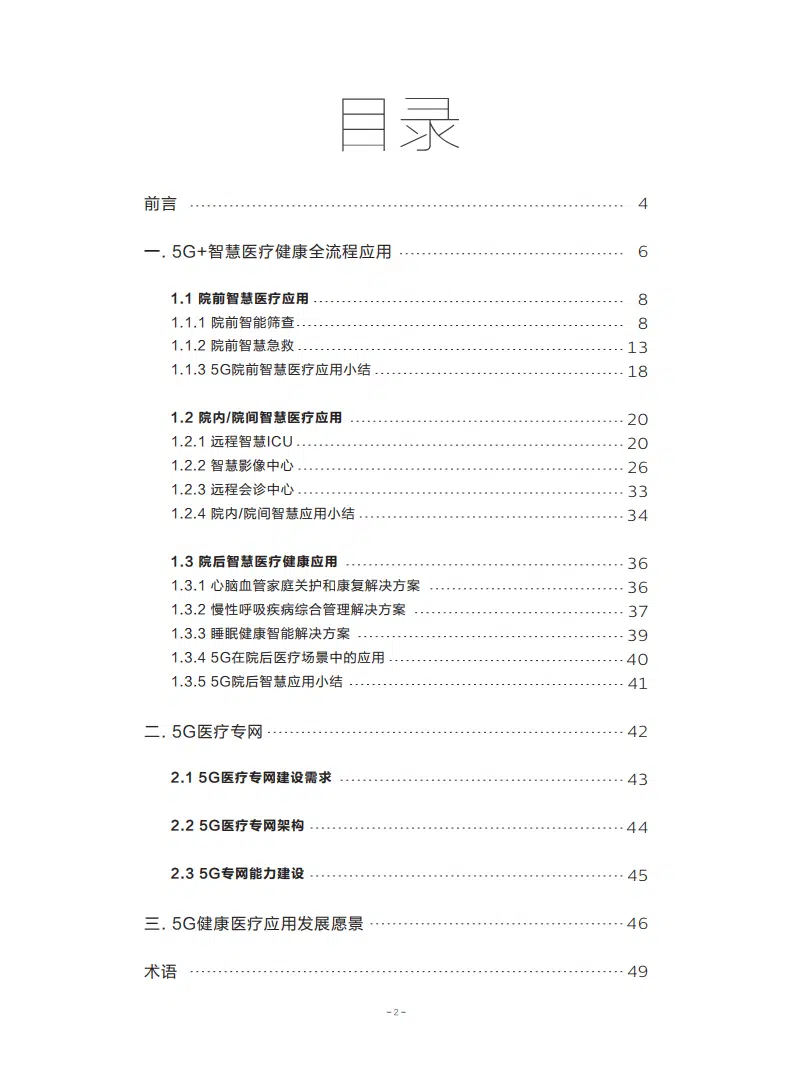 目录
前言 4
一. 5G+智慧医疗健康全流程应用 6
1.1 院前智慧医疗应用 8
1.1.1 院前智能筛查 8
1.1.2 院前智慧急救 13
1.1.3 5G院前智慧医疗应用小结 18
1.2 院内/院间智慧医疗应用 20
1.2.1 远程智慧ICU 20
1.2.2 智慧影像中心 26
1.2.3 远程会诊中心 33
1.2.4 院内/院间智慧应用小结 34
1.3 院后智慧医疗健康应用 36
1.3.1 心脑血管家庭关护和康复解决方案 36
1.3.2 慢性呼吸疾病综合管理解决方案 37
1.3.3 睡眠健康智能解决方案 39
1.3.4 5G在院后医疗场景中的应用 40
1.3.5 5G院后智慧应用小结 41
二. 5G医疗专网 42
2.1 5G医疗专网建设需求 43
2.2 5G医疗专网架构 44
2.3 5G专网能力建设 45
三. 5G健康医疗应用发展愿景 46
术语 49
- 2 -